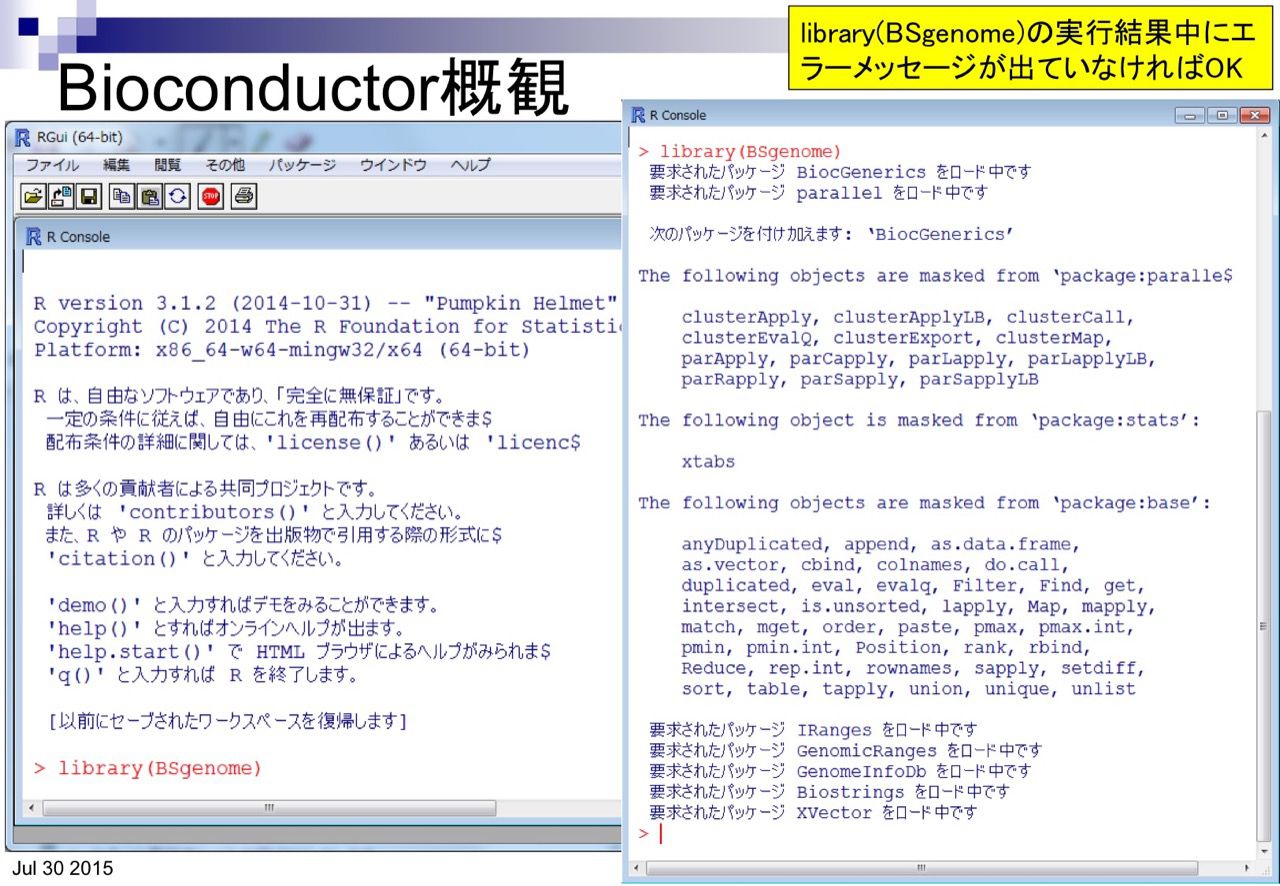 library(BSgenome)の実行結果中にエ
ラーメッセージが出ていなければOK
Bioconductor概観
RGui (64-bit)
ファイル 編集 閲覧 その他 パッケージ ウインドウ ヘルプ
STOP
R Console
R version 3.1.2 (2014-10-31) -- "Pumpkin Helmet"
Copyright (C) 2014 The R Foundation for Statistic
Platform: x86_64-w64-mingw32/x64 (64-bit)
R は、自由なソフトウェアであり、「完全に無保証」です。
一定の条件に従えば、自由にこれを再配布することができま$
配布条件の詳細に関しては、'license()' あるいは 'licenc$
R は多くの貢献者による共同プロジェクトです。
詳しくは 'contributors()' と入力してください。
また、R や R のパッケージを出版物で引用する際の形式に$
'citation()' と入力してください。
'demo()' と入力すればデモをみることができます。
'help()' とすればオンラインヘルプが出ます。
'help.start()' で HTML ブラウザによるヘルプがみられま$
'q()' と入力すれば R を終了します。
[以前にセーブされたワークスペースを復帰します]
> library(BSgenome)
R Console
> library(BSgenome)
要求されたパッケージ BiocGenerics をロード中です
要求されたパッケージ parallel をロード中です
次のパッケージを付け加えます: ‘BiocGenerics’
The following objects are masked from ‘package:paralle$
clusterApply, clusterApplyLB, clusterCall,
clusterEvalQ, clusterExport, clusterMap,
parApply, parCapply, parLapply, parLapplyLB,
parRapply, parSapply, parSapplyLB
The following object is masked from ‘package:stats’:
xtabs
The following objects are masked from ‘package:base’:
anyDuplicated, append, as.data.frame,
as.vector, cbind, colnames, do.call,
duplicated, eval, evalq, Filter, Find, get,
intersect, is.unsorted, lapply, Map, mapply,
match, mget, order, paste, pmax, pmax.int,
pmin, pmin.int, Position, rank, rbind,
Reduce, rep.int, rownames, sapply, setdiff,
sort, table, tapply, union, unique, unlist
要求されたパッケージ IRanges をロード中です
要求されたパッケージ GenomicRanges をロード中です
要求されたパッケージ GenomeInfoDb をロード中です
要求されたパッケージ Biostrings をロード中です
要求されたパッケージ XVector をロード中です
>
Jul 30 2015